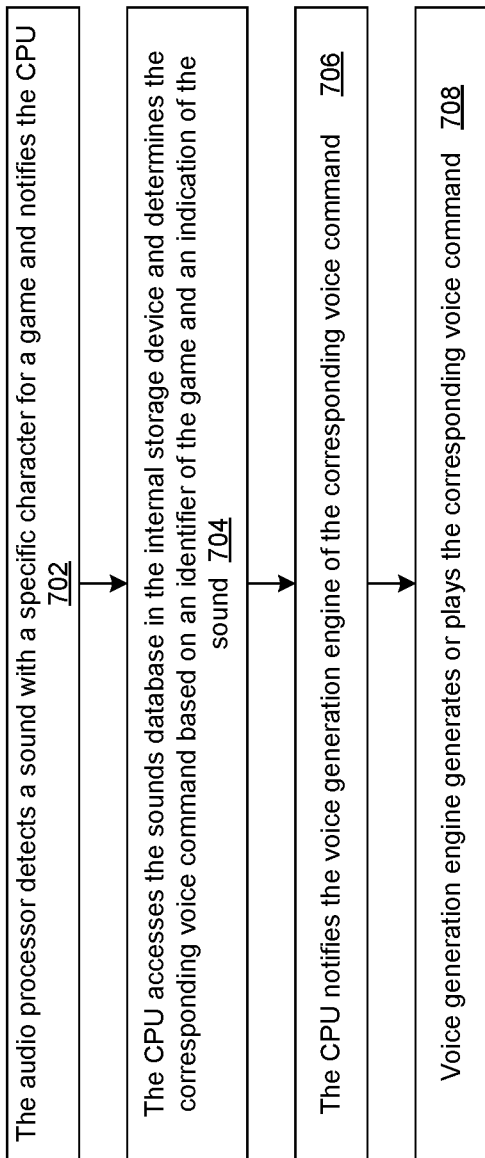 The audio processor detects a sound with a specific character for a game and notifies the CPU
702
The CPU accesses the sounds database in the internal storage device and determines the
corresponding voice command based on an identifier of the game and an indication of the
sound 704
The CPU notifies the voice generation engine of the corresponding voice command 706
Voice generation engine generates or plays the corresponding voice command 708